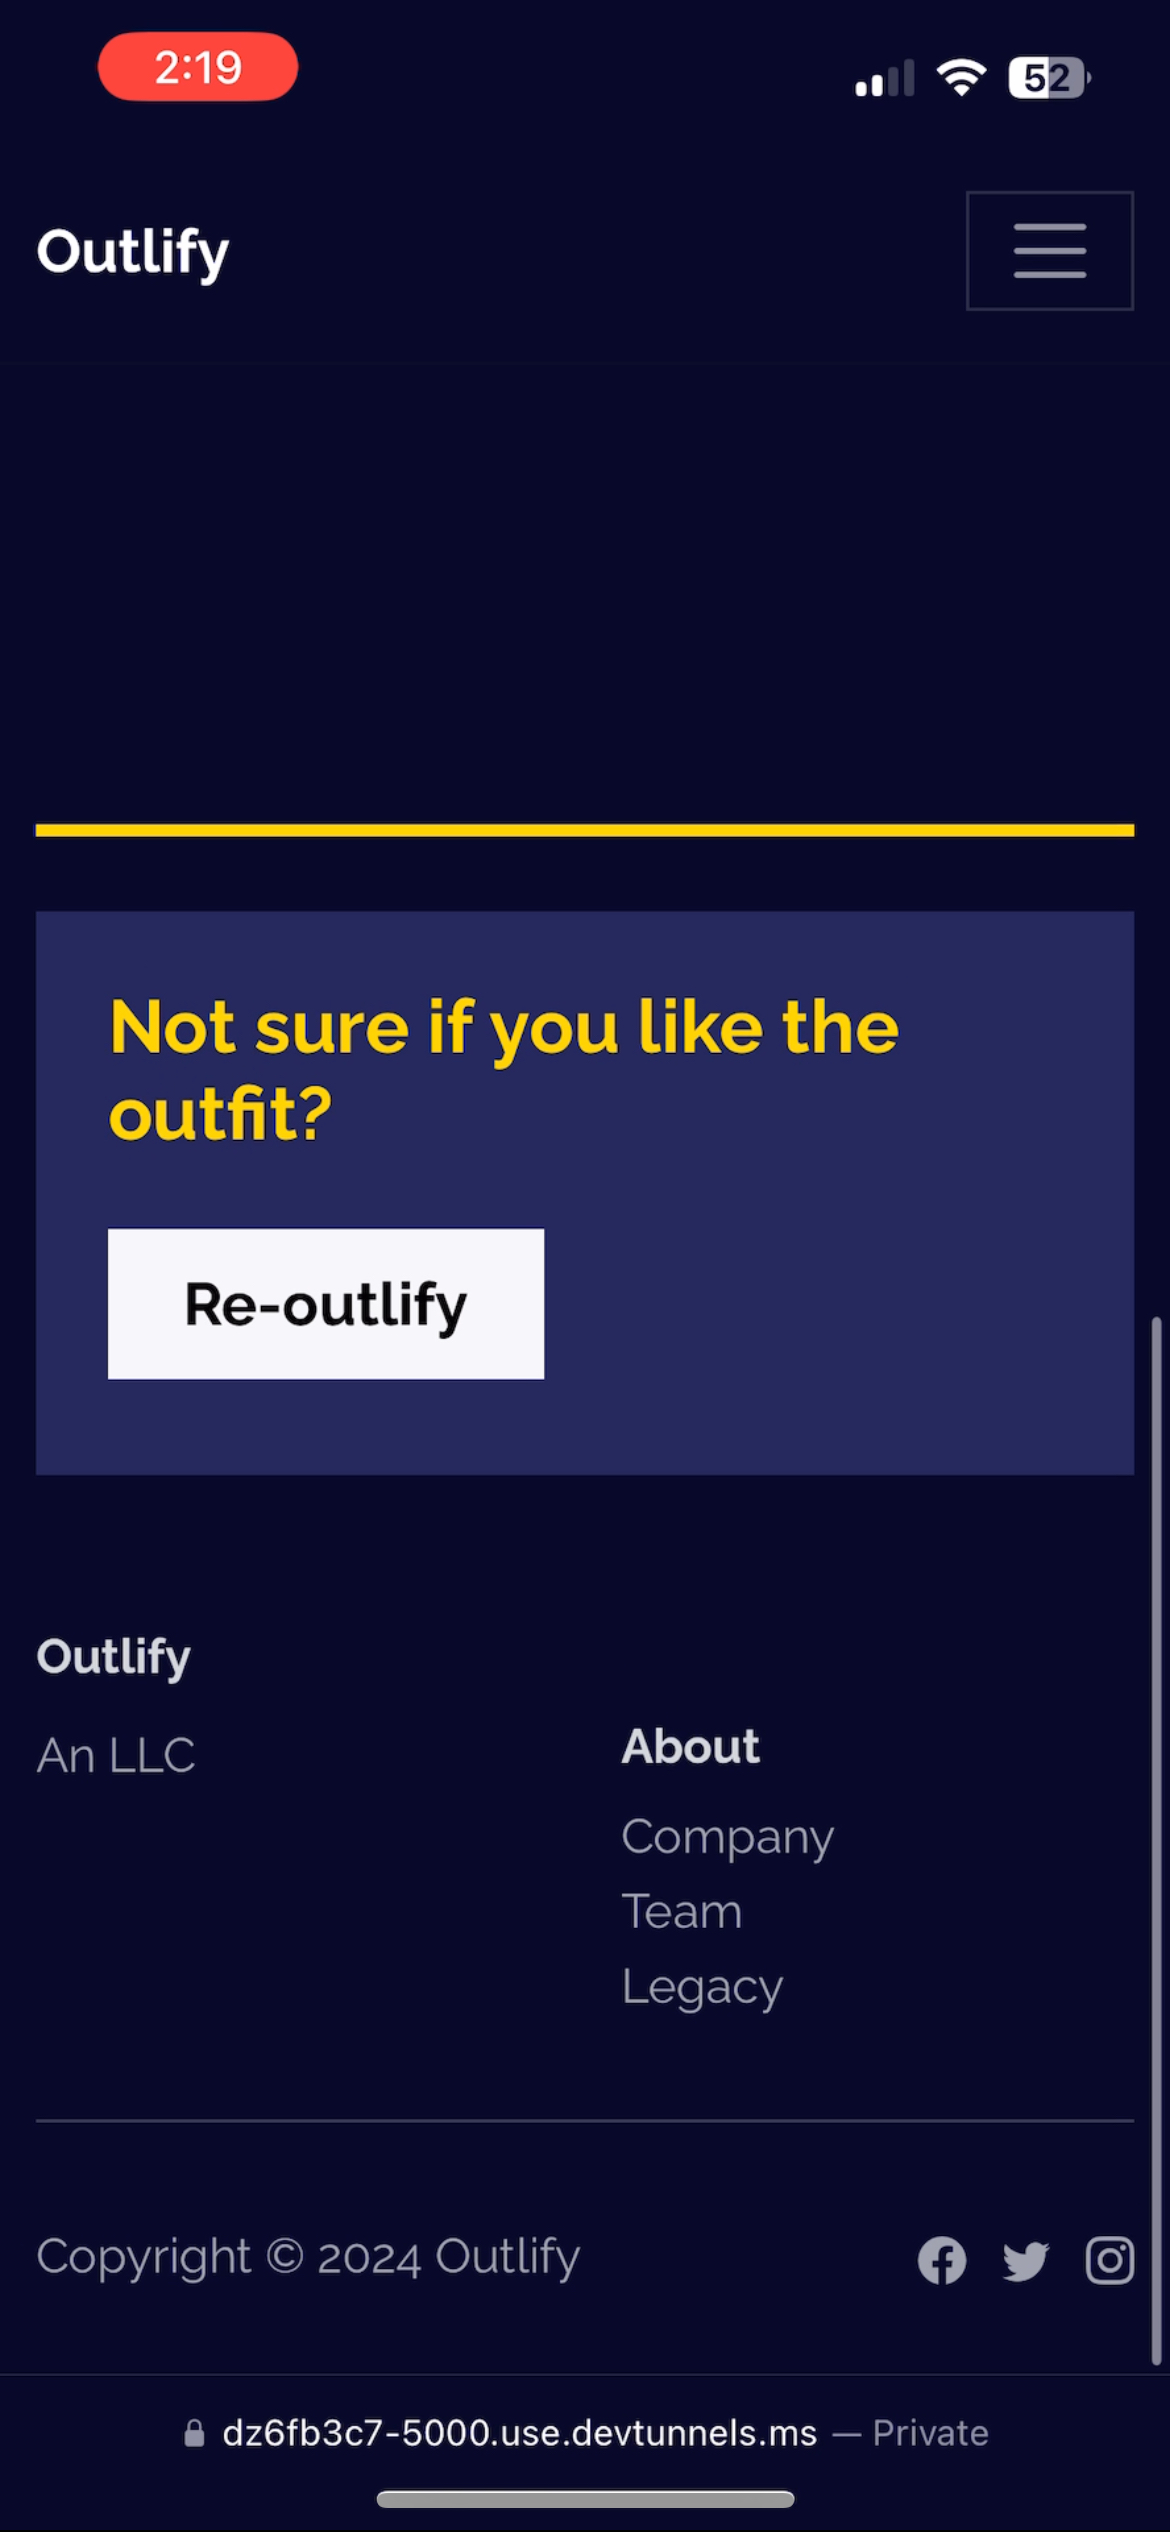 2:19
52
Outlify
Not sure if you like the
outfit?
Re-outlify
Outlify
An LLC
About
Company
Team
Legacy
Copyright © 2024 Outlify
dz6fb3c7-5000.use.devtunnels.ms — Private